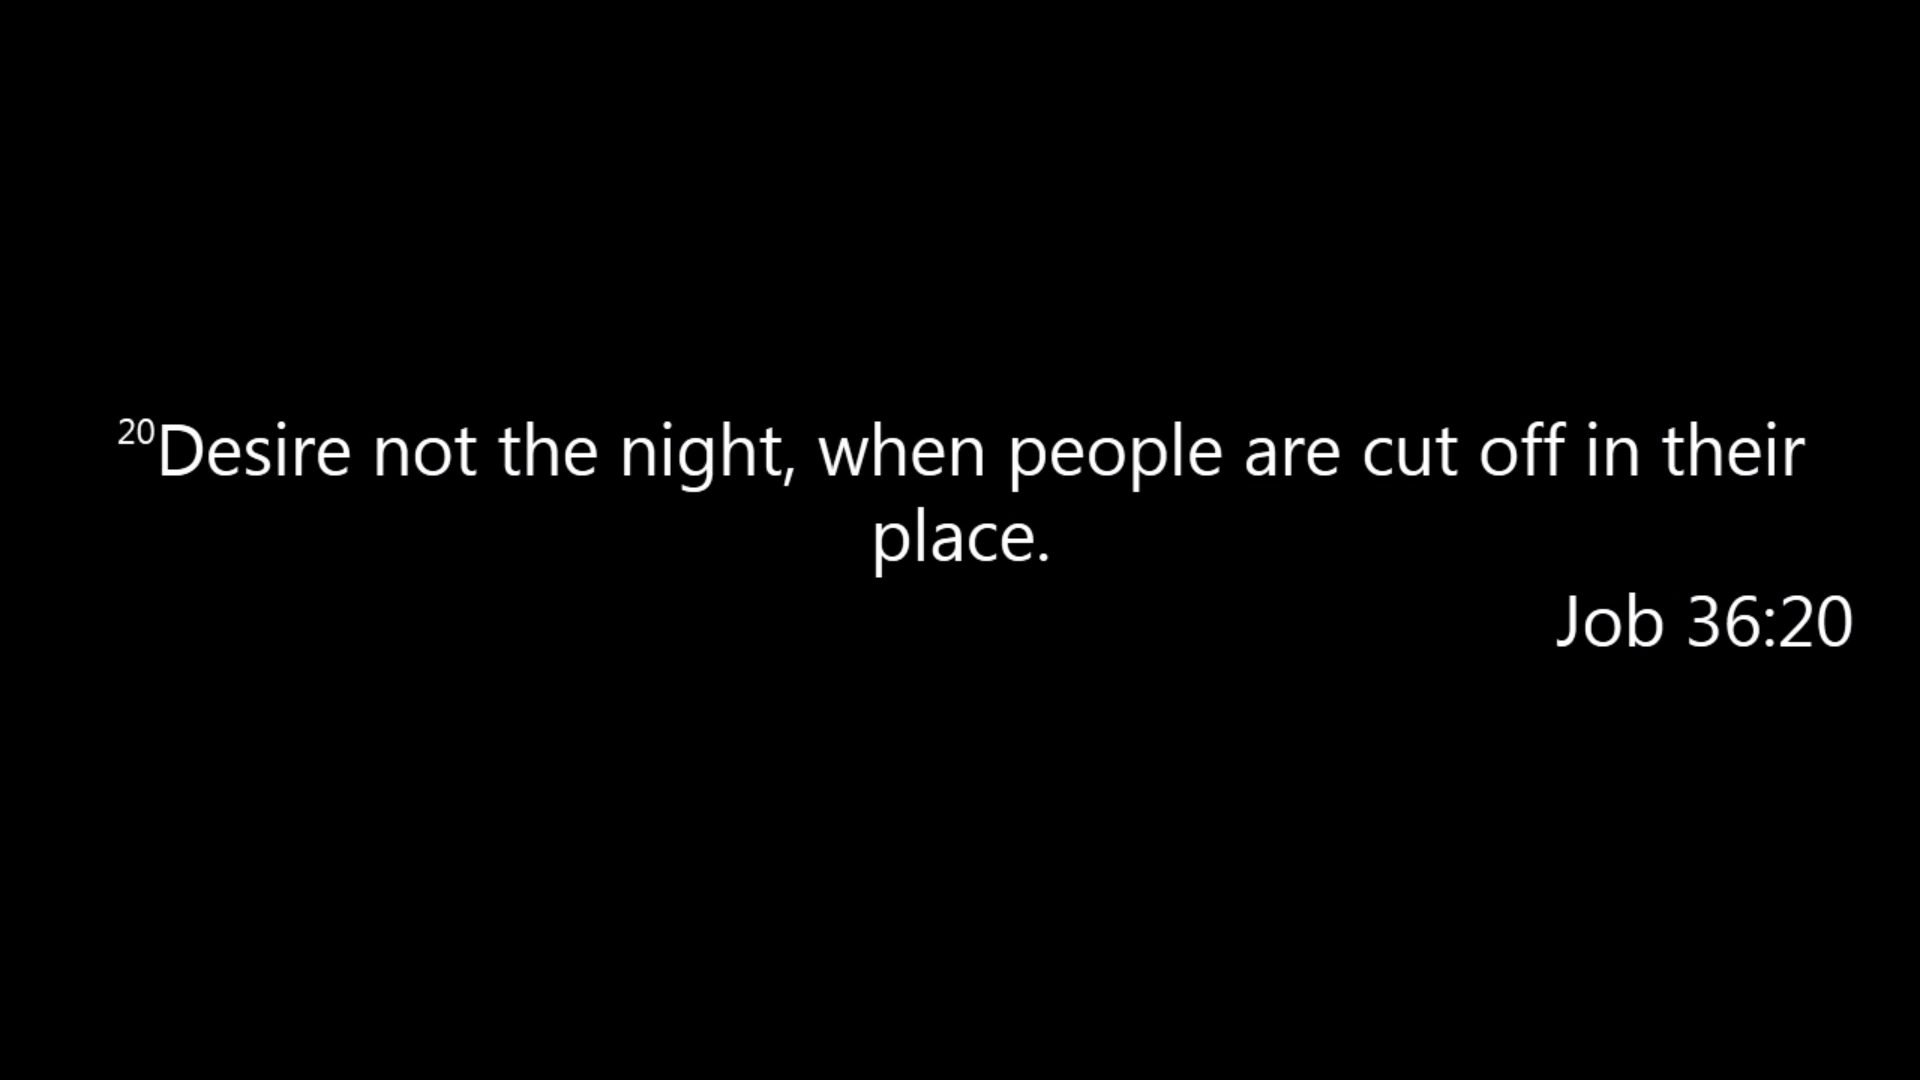 20Desire not the night, when people are cut off in their
place.
Job 36:20